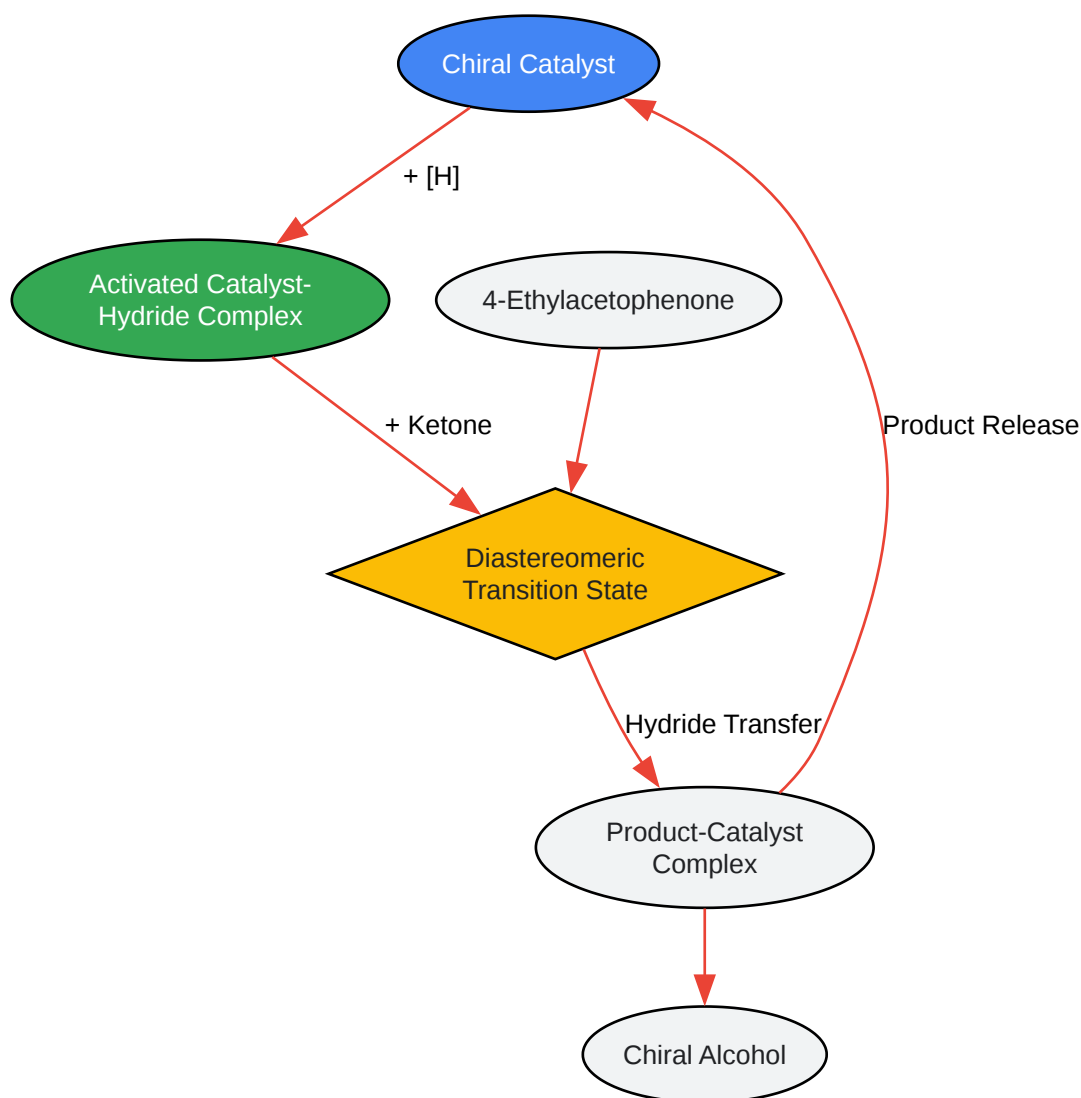 Chiral Catalyst
+ [H]
Activated Catalyst-
Hydride Complex
4-Ethylacetophenone
+ Ketone
Product Release
Diastereomeric
Transition State
Hydride Transfer
Product-Catalyst
Complex
Chiral Alcohol